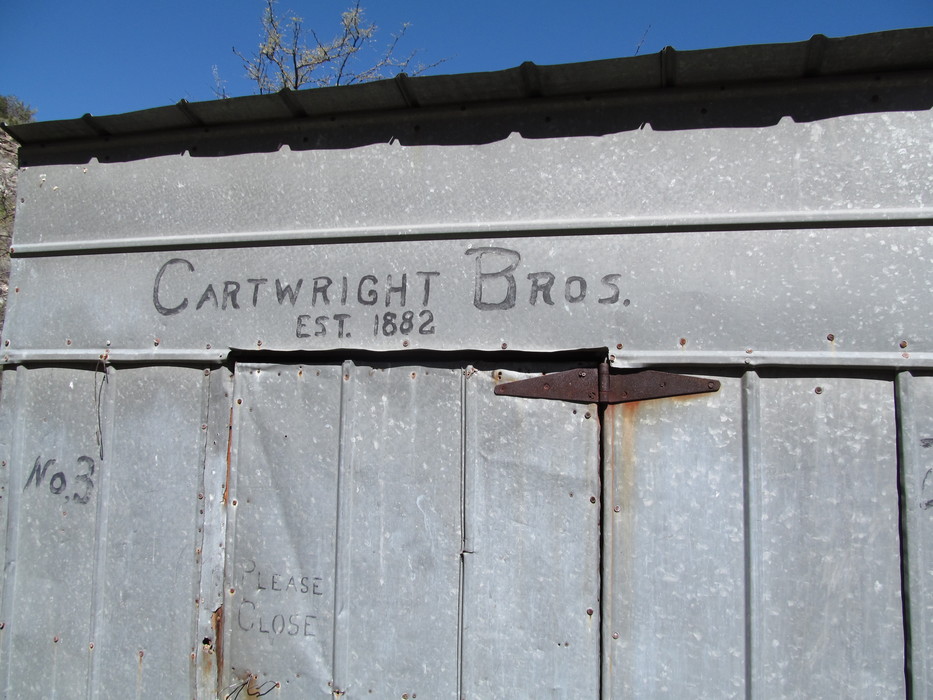 CARTWRIGHT BROS.
EST. 1882
No. 3
PLEASE
CLOSE